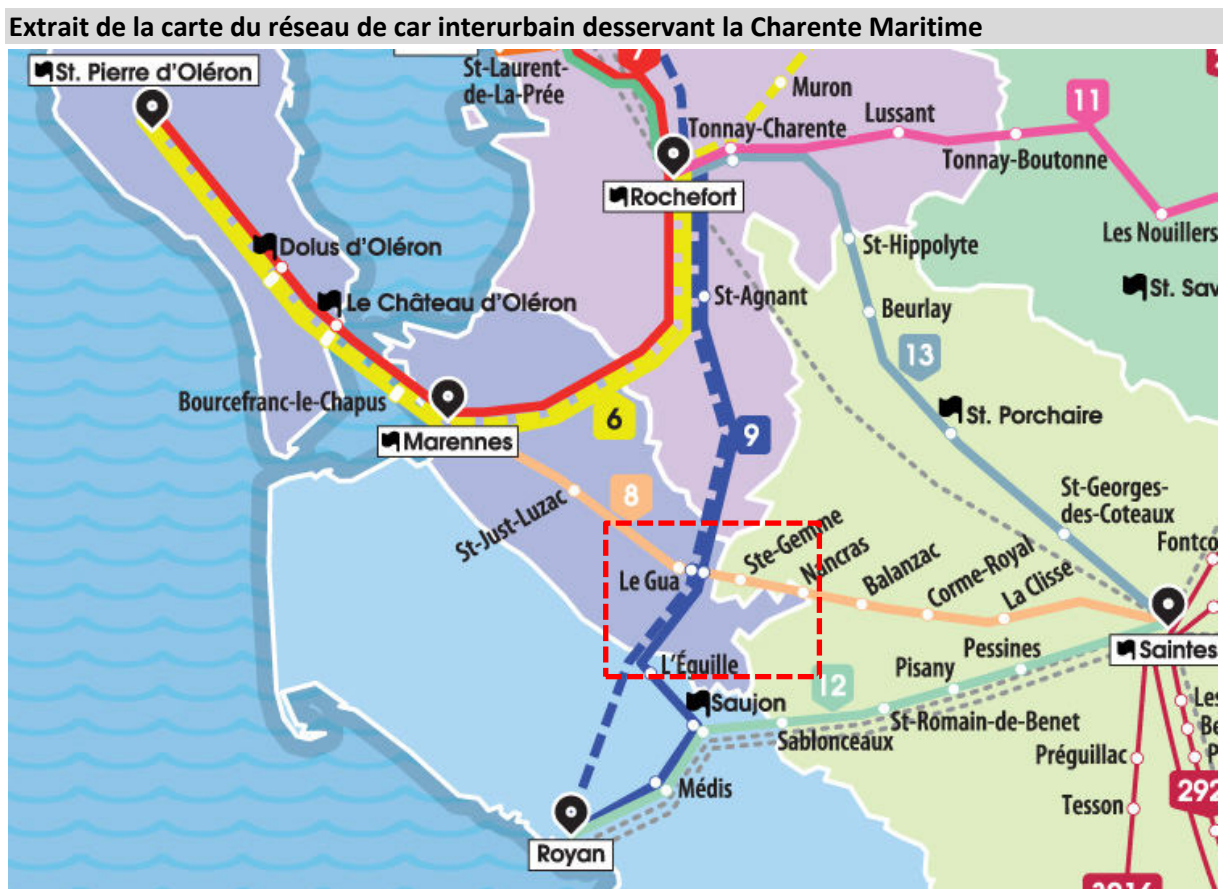 Extrait de la carte du réseau de car interurbain desservant la Charente Maritime
St. Pierre d'Oléron
St-Laurent-
de-La-Prée
7
Muron
Tonnay-Charente
Lussant
11
Tonnay-Boutonne
Rochefort
Les Nouillers
St-Hippolyte
Dolus d'Oléron
Le Château d'Oléron
St-Agnant
St. Sav
Beurlay
13
Bourcefranc-le-Chapus
6
9
St. Porchaire
Marennes
8
St-Just-Luzac
St-Georges-
des-Coteaux
Fontco
Le Gua
Ste-Gemme
Nancras
Balanzac
Corme-Royal
La Clisse
Saintes
L'Éguille
12
Pisany
Pessines
Saujon
Sablonceaux
St-Romain-de-Benet
Les
Be
P
Préguillac
Médis
292
Tesson
Royan